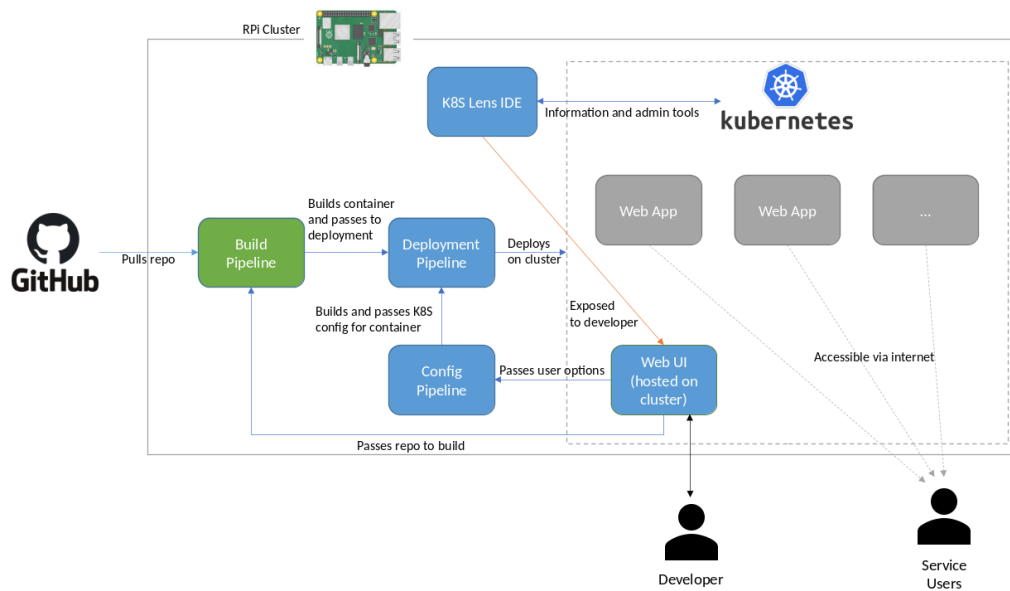 RPi Cluster
K8S Lens IDE
Information and admin tools
kubernetes
Web App
Web App
...
Builds container
and passes to
deployment
GitHub
Pulls repo
Build
Pipeline
Deployment
Pipeline
Deploys
on cluster
Builds and passes K8S
config for container
Exposed
to developer
Config
Pipeline
Passes user options
Web UI
(hosted on
cluster)
Accessible via internet
Passes repo to build
Developer
Service
Users